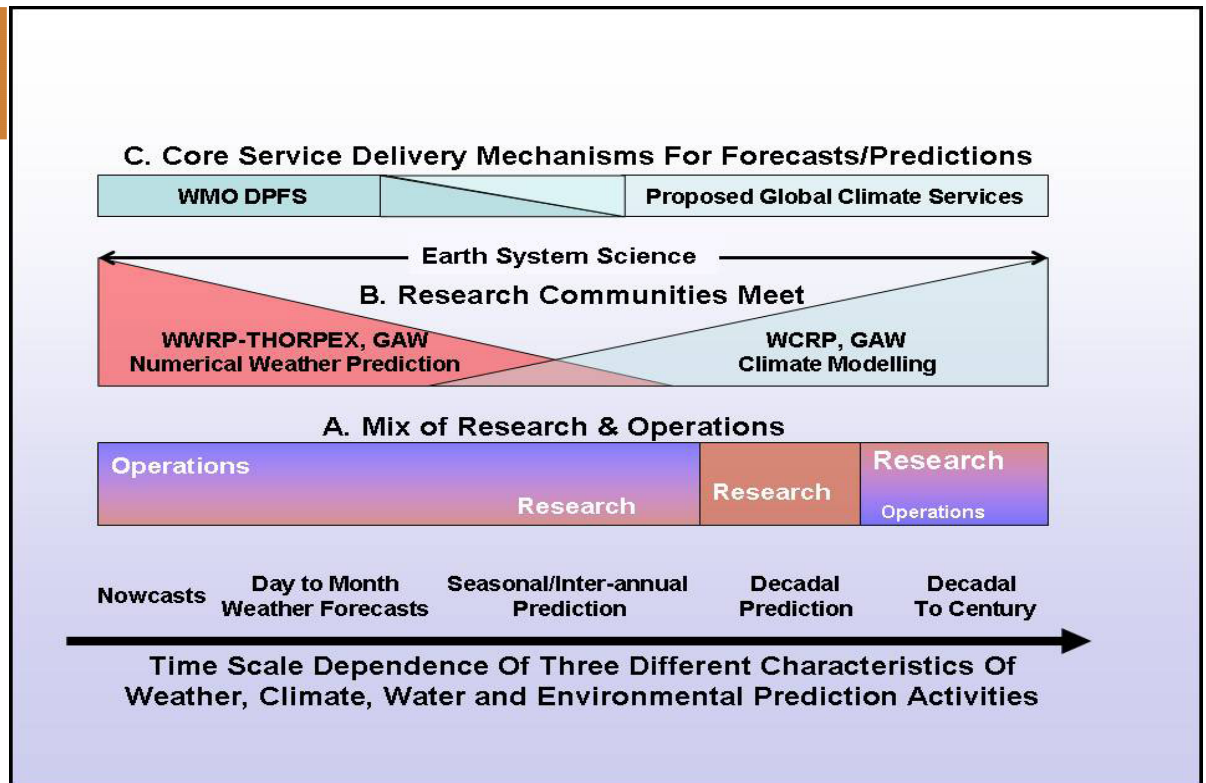 C. Core Service Delivery Mechanisms For Forecasts/Predictions
WMO DPFS
Proposed Global Climate Services
Earth System Science
B. Research Communities Meet
WWRP-THORPEX, GAW
Numerical Weather Prediction
WCRP, GAW
Climate Modelling
A. Mix of Research & Operations
Operations
Research
Research
Research
Operations
Nowcasts
Day to Month
Weather Forecasts
Seasonal/Inter-annual
Prediction
Decadal
Prediction
Decadal
To Century
Time Scale Dependence Of Three Different Characteristics Of
Weather, Climate, Water and Environmental Prediction Activities